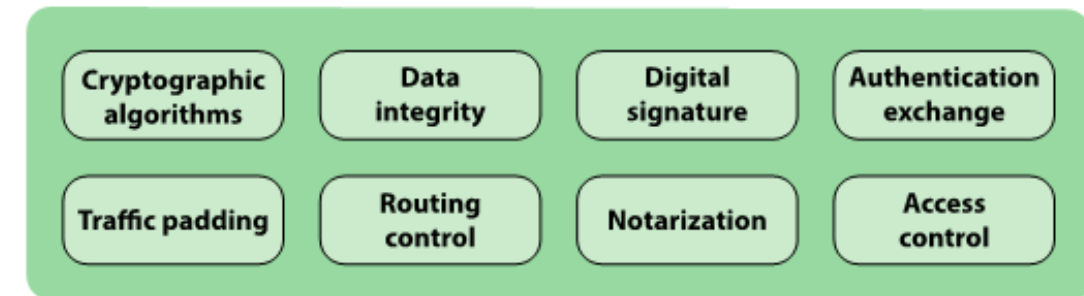 Cryptographic
algorithms
Data
integrity
Digital
signature
Authentication
exchange
Traffic padding
Routing
control
Notarization
Access
control